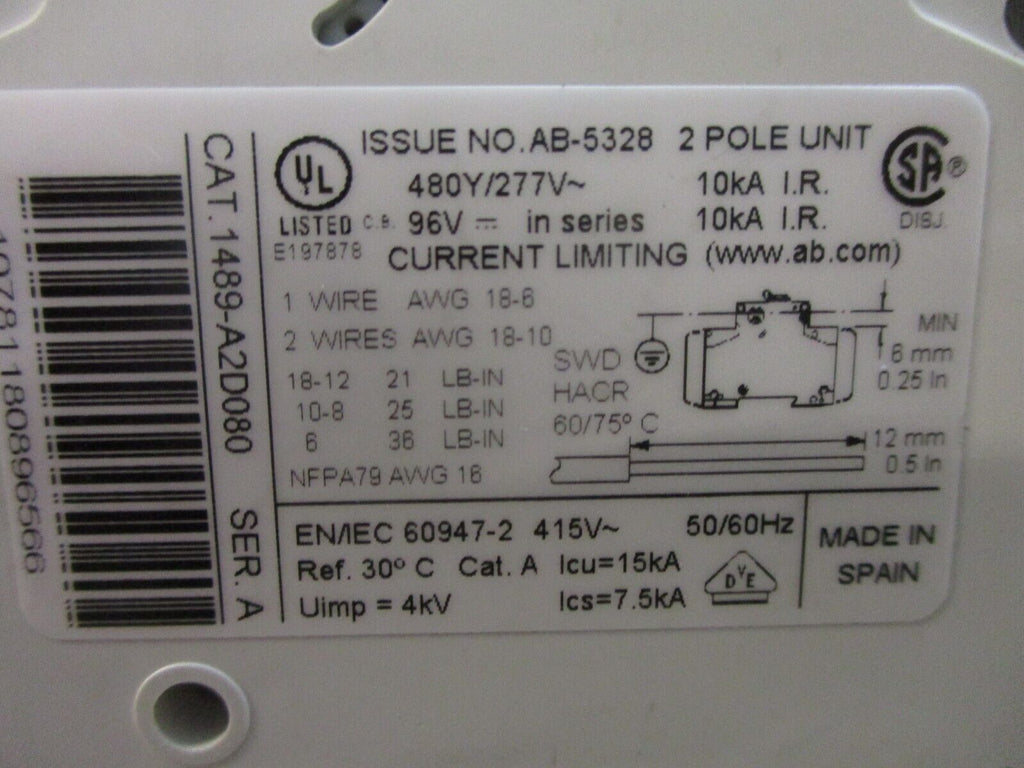 UL
LISTED C.B.
E197878
ISSUE NO. AB-5328 2 POLE UNIT
480Y/277V~ 10kA I.R.
96V ⎓ in series 10kA I.R.
CURRENT LIMITING (www.ab.com)
SA ®
DISJ.
1 WIRE AWG 18-6
2 WIRES AWG 18-10
18-12 21 LB-IN
10-8 25 LB-IN
6 36 LB-IN
NFPA79 AWG 16
SWD
HACR
60/75° C
MIN
6 mm
0.25 In
12 mm
0.5 In
EN/IEC 60947-2 415V~ 50/60Hz
Ref. 30° C Cat. A Icu=15kA
Uimp = 4kV Ics=7.5kA
DVE
MADE IN
SPAIN
CAT. 1489-A2D080 SER. A